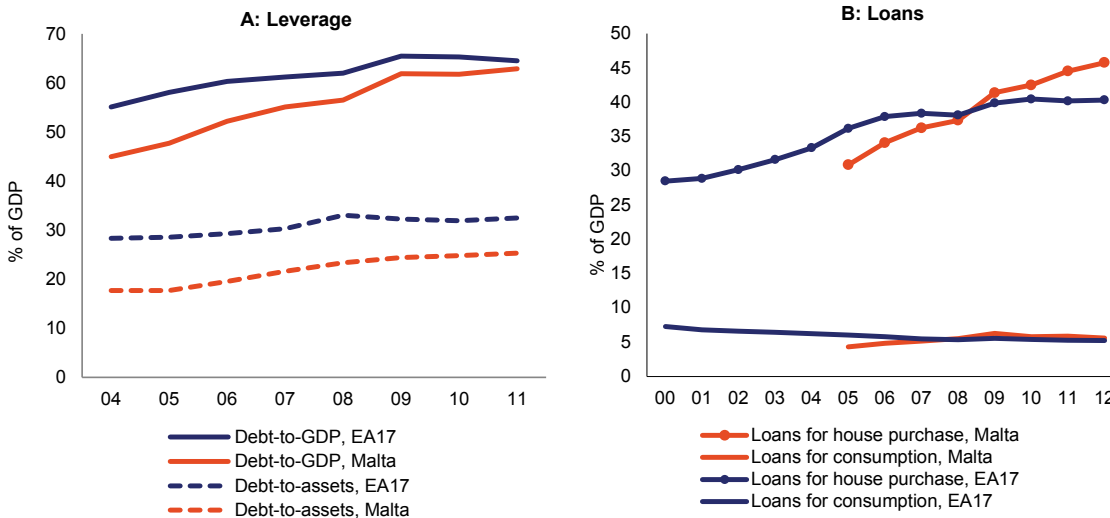 A: Leverage
% of GDP
70
60
50
40
30
20
10
0
04 05 06 07 08 09 10 11
Debt-to-GDP, EA17
Debt-to-GDP, Malta
Debt-to-assets, EA17
Debt-to-assets, Malta
B: Loans
% of GDP
50
45
40
35
30
25
20
15
10
5
0
00 01 02 03 04 05 06 07 08 09 10 11 12
Loans for house purchase, Malta
Loans for consumption, Malta
Loans for house purchase, EA17
Loans for consumption, EA17